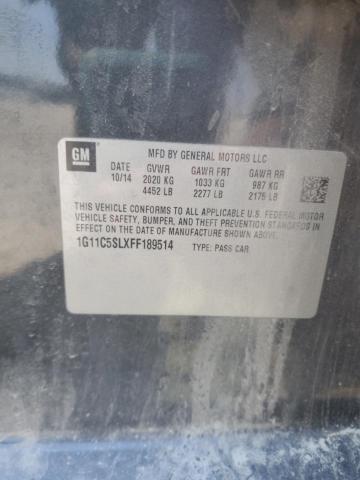 GM
MFD BY GENERAL MOTORS LLC
DATE GVWR GAWR FRT GAWR RR
10/14 2020 KG 1033 KG 987 KG
4452 LB 2277 LB 2175 LB
THIS VEHICLE CONFORMS TO ALL APPLICABLE U.S. FEDERAL MOTOR
VEHICLE SAFETY, BUMPER, AND THEFT PREVENTION STANDARDS
IN EFFECT ON THE DATE OF MANUFACTURE SHOWN ABOVE.
1G11C5SLXFF189514 TYPE: PASS CAR